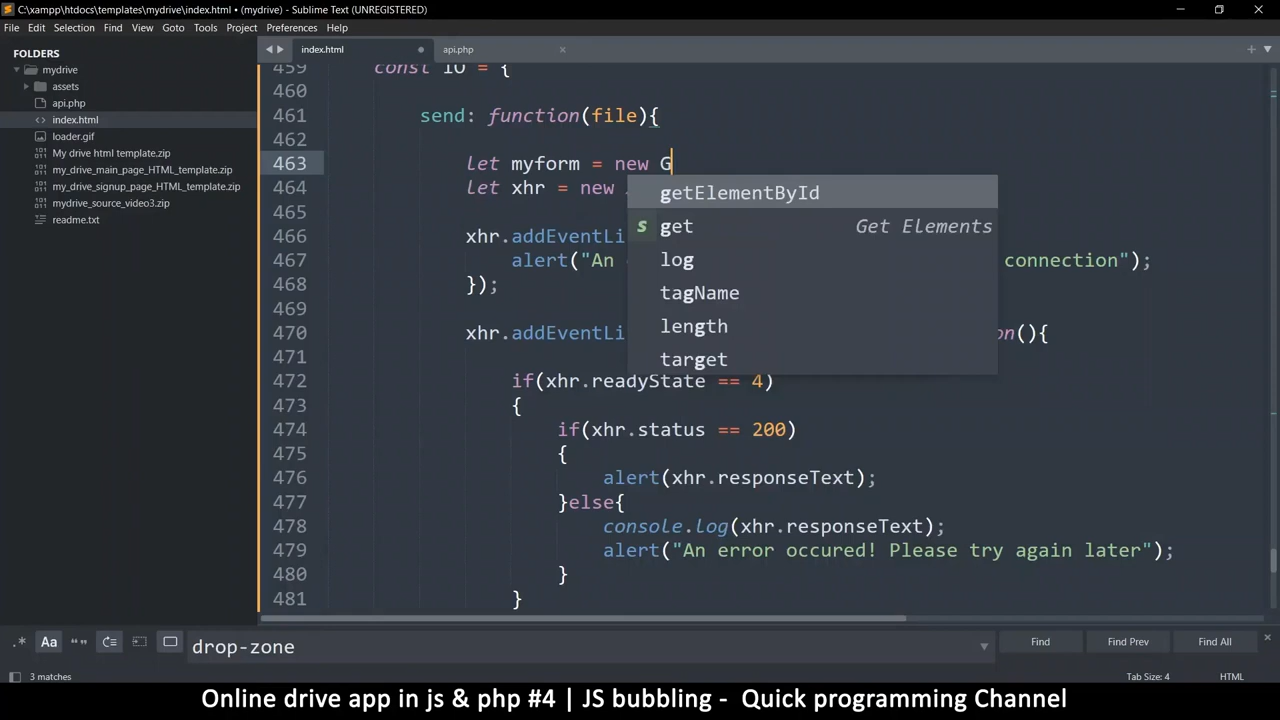 C:\xampp\htdocs\templates\mydrive\index.html • (mydrive) - Sublime Text (UNREGISTERED)
File Edit Selection Find View Goto Tools Project Preferences Help
FOLDERS
mydrive
assets
api.php
<> index.html
loader.gif
My drive html template.zip
my_drive_main_page_HTML_template.zip
my_drive_signup_page_HTML_template.zip
mydrive_source_video3.zip
readme.txt
index.html api.php
459 const IO = {
460
461 send: function(file){
462
463 let myform = new G
464 let xhr = new
465
466 xhr.addEventLi
467 alert("An connection");
468 });
469
470 xhr.addEventLi on(){
471
472 if(xhr.readyState == 4)
473 {
474 if(xhr.status == 200)
475 {
476 alert(xhr.responseText);
477 }else{
478 console.log(xhr.responseText);
479 alert("An error occured! Please try again later");
480 }
481 }
getElementById
s get Get Elements
log
tagName
length
target
.* Aa “” drop-zone Find Find Prev Find All
3 matches Tab Size: 4 HTML
Online drive app in js & php #4 | JS bubbling - Quick programming Channel